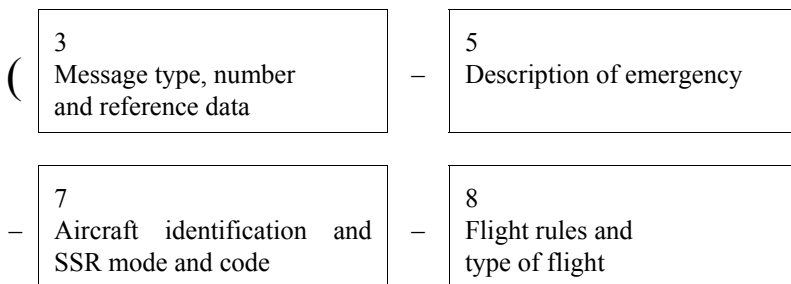 (
3
Message type, number
and reference data
–
5
Description of emergency
–
7
Aircraft identification and
SSR mode and code
–
8
Flight rules and
type of flight